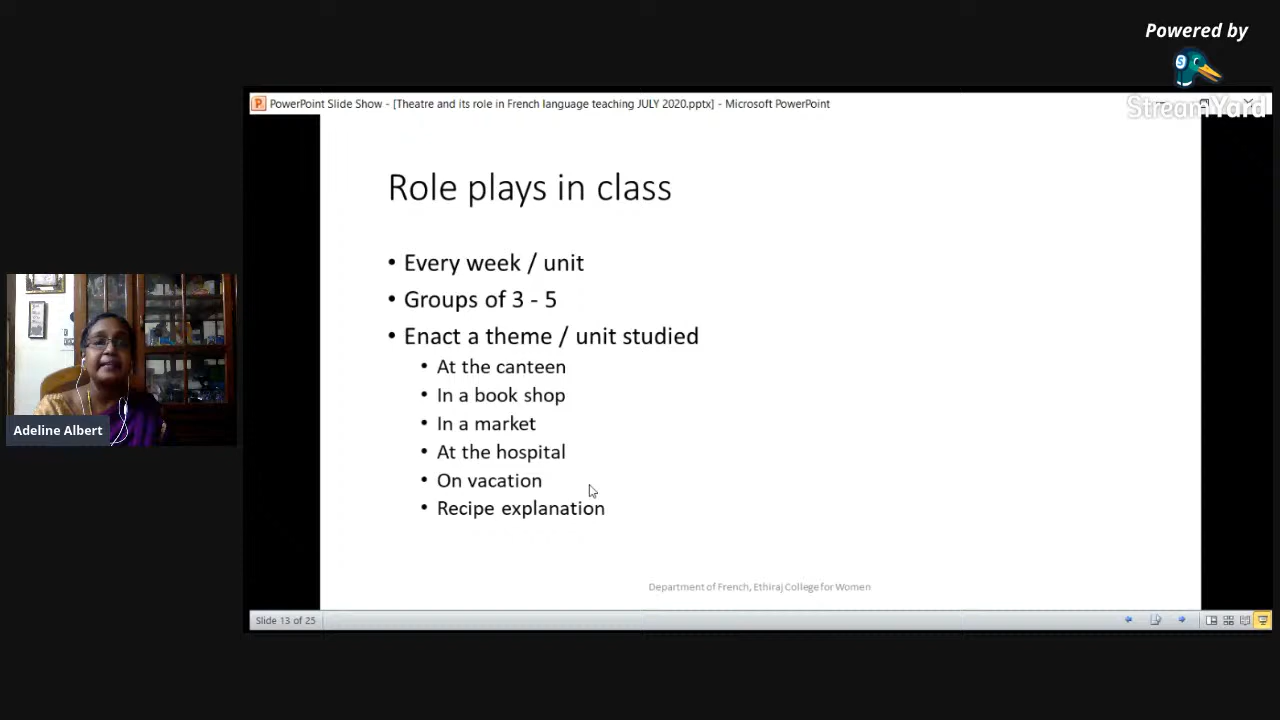 Powered by
StreamYard
PowerPoint Slide Show - [Theatre and its role in French language teaching JULY 2020.pptx] - Microsoft PowerPoint
Role plays in class
• Every week / unit
• Groups of 3 - 5
• Enact a theme / unit studied
• At the canteen
• In a book shop
• In a market
• At the hospital
• On vacation
• Recipe explanation
Adeline Albert
Department of French, Ethiraj College for Women
Slide 13 of 25